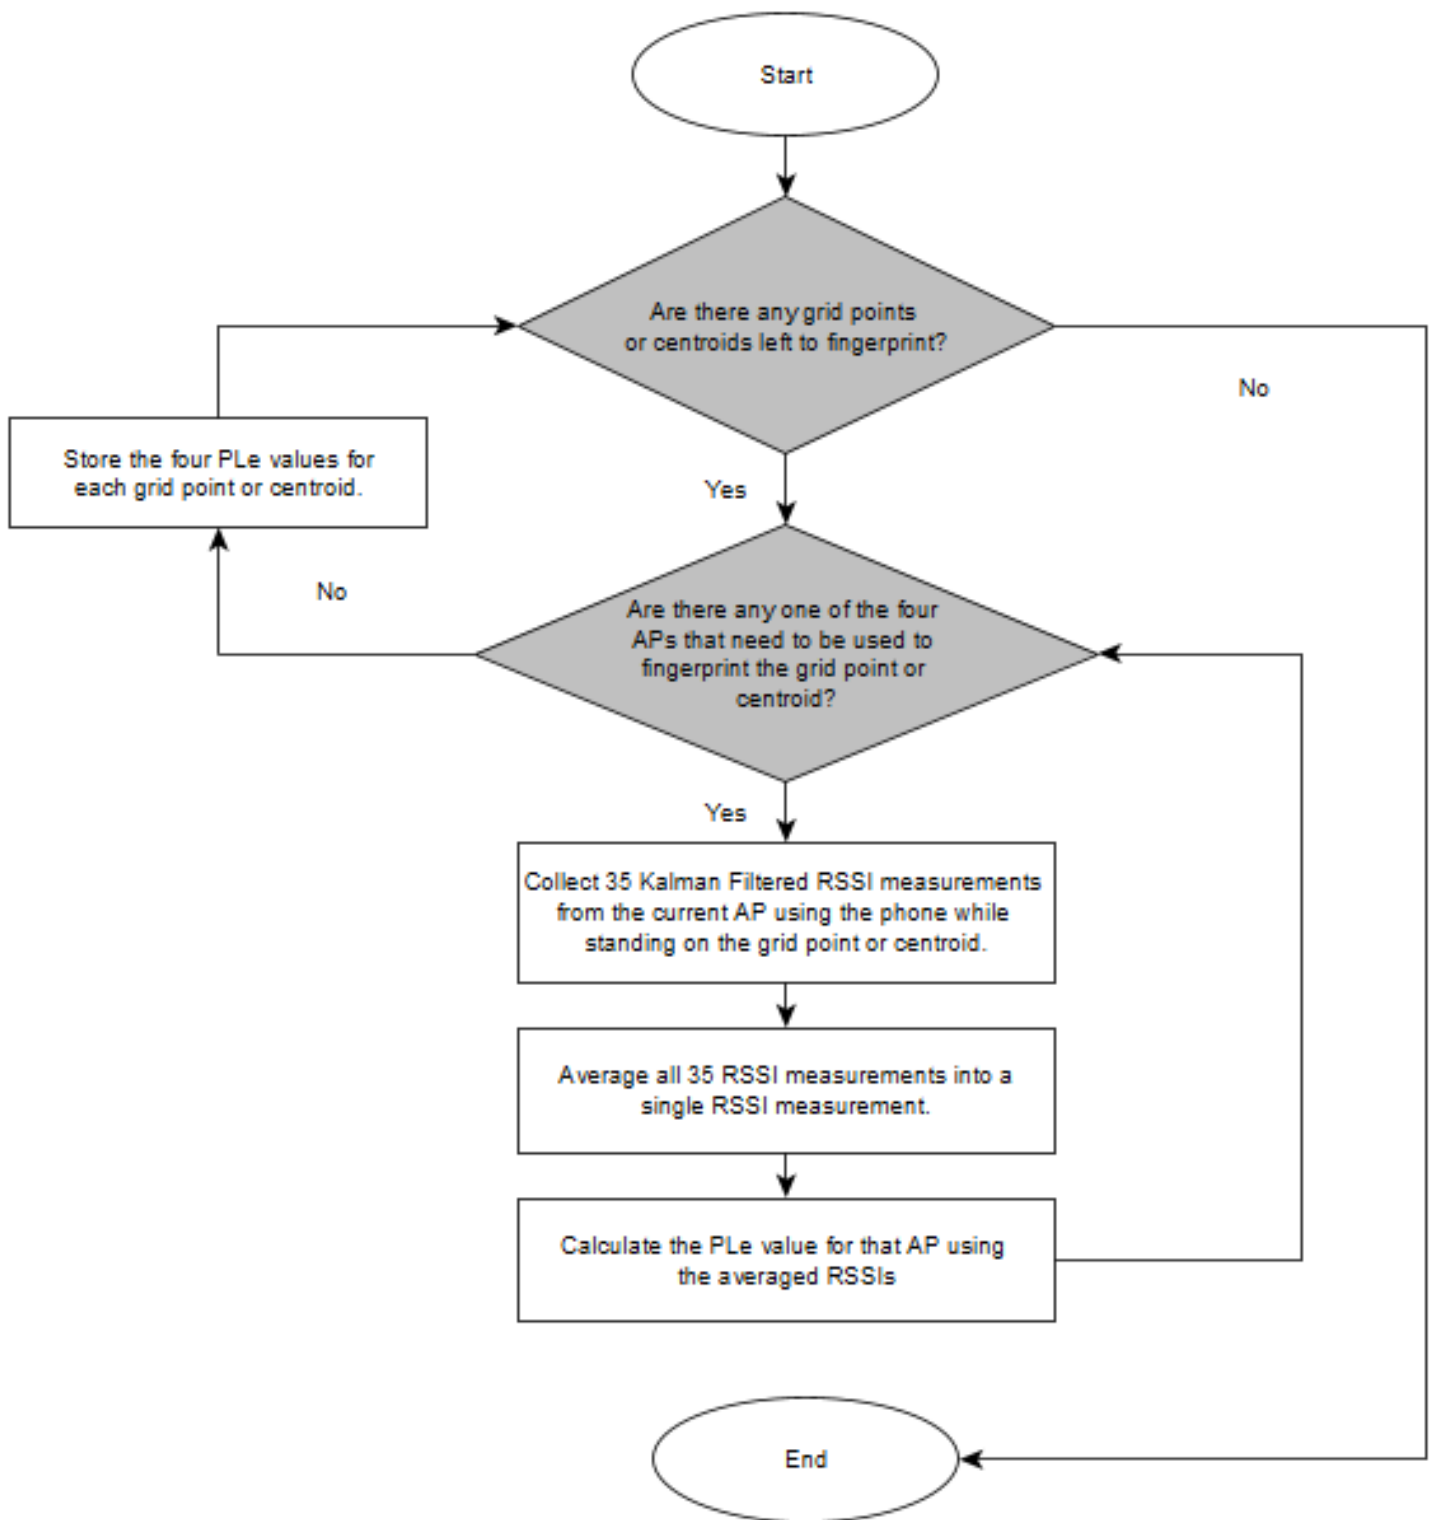 Start
Are there any grid points
or centroids left to fingerprint?
No
Store the four PLe values for
each grid point or centroid.
Yes
No
Are there any one of the four
APs that need to be used to
fingerprint the grid point or
centroid?
Yes
Collect 35 Kalman Filtered RSSI measurements
from the current AP using the phone while
standing on the grid point or centroid.
Average all 35 RSSI measurements into a
single RSSI measurement.
Calculate the PLe value for that AP using
the averaged RSSIs
End